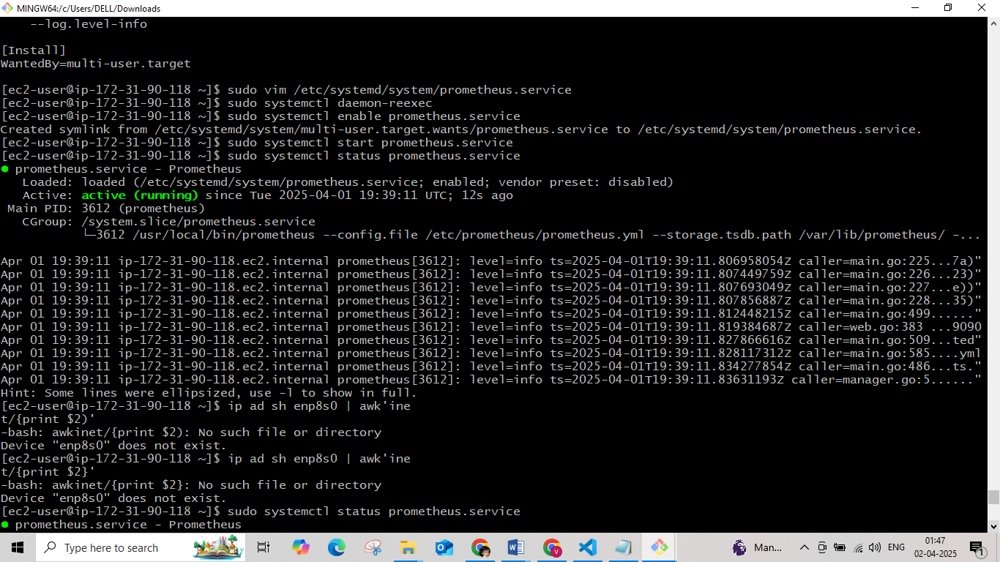 MINGW64:/c/Users/DELL/Downloads
    --log.level-info
[Install]
WantedBy=multi-user.target
[ec2-user@ip-172-31-90-118 ~]$ sudo vim /etc/systemd/system/prometheus.service
[ec2-user@ip-172-31-90-118 ~]$ sudo systemctl daemon-reexec
[ec2-user@ip-172-31-90-118 ~]$ sudo systemctl enable prometheus.service
Created symlink from /etc/systemd/system/multi-user.target.wants/prometheus.service to /etc/systemd/system/prometheus.service.
[ec2-user@ip-172-31-90-118 ~]$ sudo systemctl start prometheus.service
[ec2-user@ip-172-31-90-118 ~]$ sudo systemctl status prometheus.service
● prometheus.service - Prometheus
   Loaded: loaded (/etc/systemd/system/prometheus.service; enabled; vendor preset: disabled)
   Active: active (running) since Tue 2025-04-01 19:39:11 UTC; 12s ago
 Main PID: 3612 (prometheus)
   CGroup: /system.slice/prometheus.service
           └─3612 /usr/local/bin/prometheus --config.file /etc/prometheus/prometheus.yml --storage.tsdb.path /var/lib/prometheus/ -...
Apr 01 19:39:11 ip-172-31-90-118.ec2.internal prometheus[3612]: level=info ts=2025-04-01T19:39:11.806958054Z caller=main.go:225...7a)"
Apr 01 19:39:11 ip-172-31-90-118.ec2.internal prometheus[3612]: level=info ts=2025-04-01T19:39:11.807449759Z caller=main.go:226...23)"
Apr 01 19:39:11 ip-172-31-90-118.ec2.internal prometheus[3612]: level=info ts=2025-04-01T19:39:11.807693049Z caller=main.go:227...e))"
Apr 01 19:39:11 ip-172-31-90-118.ec2.internal prometheus[3612]: level=info ts=2025-04-01T19:39:11.807856887Z caller=main.go:228...35)"
Apr 01 19:39:11 ip-172-31-90-118.ec2.internal prometheus[3612]: level=info ts=2025-04-01T19:39:11.812448215Z caller=main.go:499......"
Apr 01 19:39:11 ip-172-31-90-118.ec2.internal prometheus[3612]: level=info ts=2025-04-01T19:39:11.819384687Z caller=web.go:383 ...9090
Apr 01 19:39:11 ip-172-31-90-118.ec2.internal prometheus[3612]: level=info ts=2025-04-01T19:39:11.827866616Z caller=main.go:509...ted"
Apr 01 19:39:11 ip-172-31-90-118.ec2.internal prometheus[3612]: level=info ts=2025-04-01T19:39:11.828117312Z caller=main.go:585....yml
Apr 01 19:39:11 ip-172-31-90-118.ec2.internal prometheus[3612]: level=info ts=2025-04-01T19:39:11.834277854Z caller=main.go:486...ts."
Apr 01 19:39:11 ip-172-31-90-118.ec2.internal prometheus[3612]: level=info ts=2025-04-01T19:39:11.83631193Z caller=manager.go:5......"
Hint: Some lines were ellipsized, use -l to show in full.
[ec2-user@ip-172-31-90-118 ~]$ ip ad sh enp8s0 | awk'ine
t/{print $2)'
-bash: awkinet/{print $2): No such file or directory
Device "enp8s0" does not exist.
[ec2-user@ip-172-31-90-118 ~]$ ip ad sh enp8s0 | awk'ine
t/{print $2}'
-bash: awkinet/{print $2}: No such file or directory
Device "enp8s0" does not exist.
[ec2-user@ip-172-31-90-118 ~]$ sudo systemctl status prometheus.service
● prometheus.service - Prometheus
Type here to search
Man...
ENG
01:47
02-04-2025
1